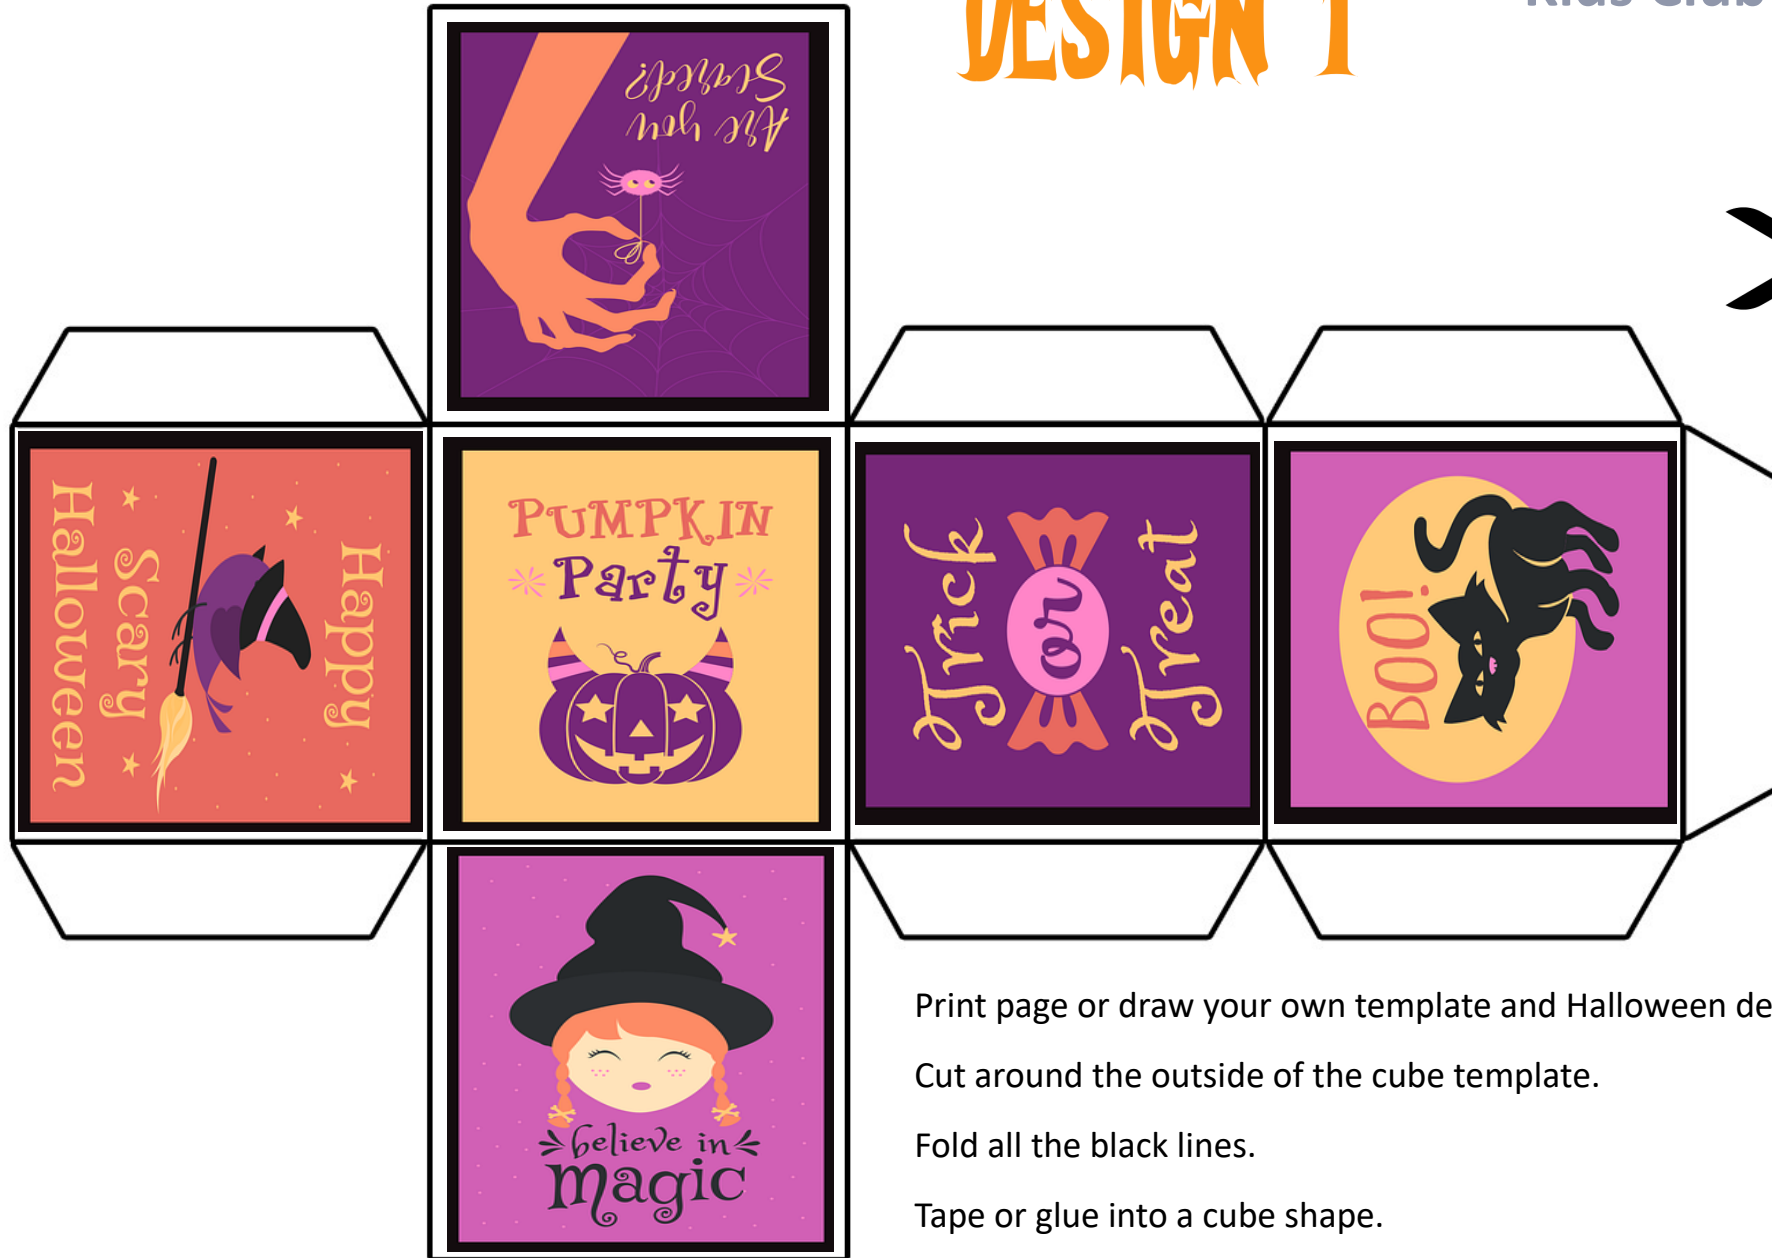 DESIGN 1
Kids Club
Are you
Scared?
Happy
Scary
Halloween
PUMPKIN
Party
Trick
or
Treat
BOO!
believe in
magic
Print page or draw your own template and Halloween de
Cut around the outside of the cube template.
Fold all the black lines.
Tape or glue into a cube shape.